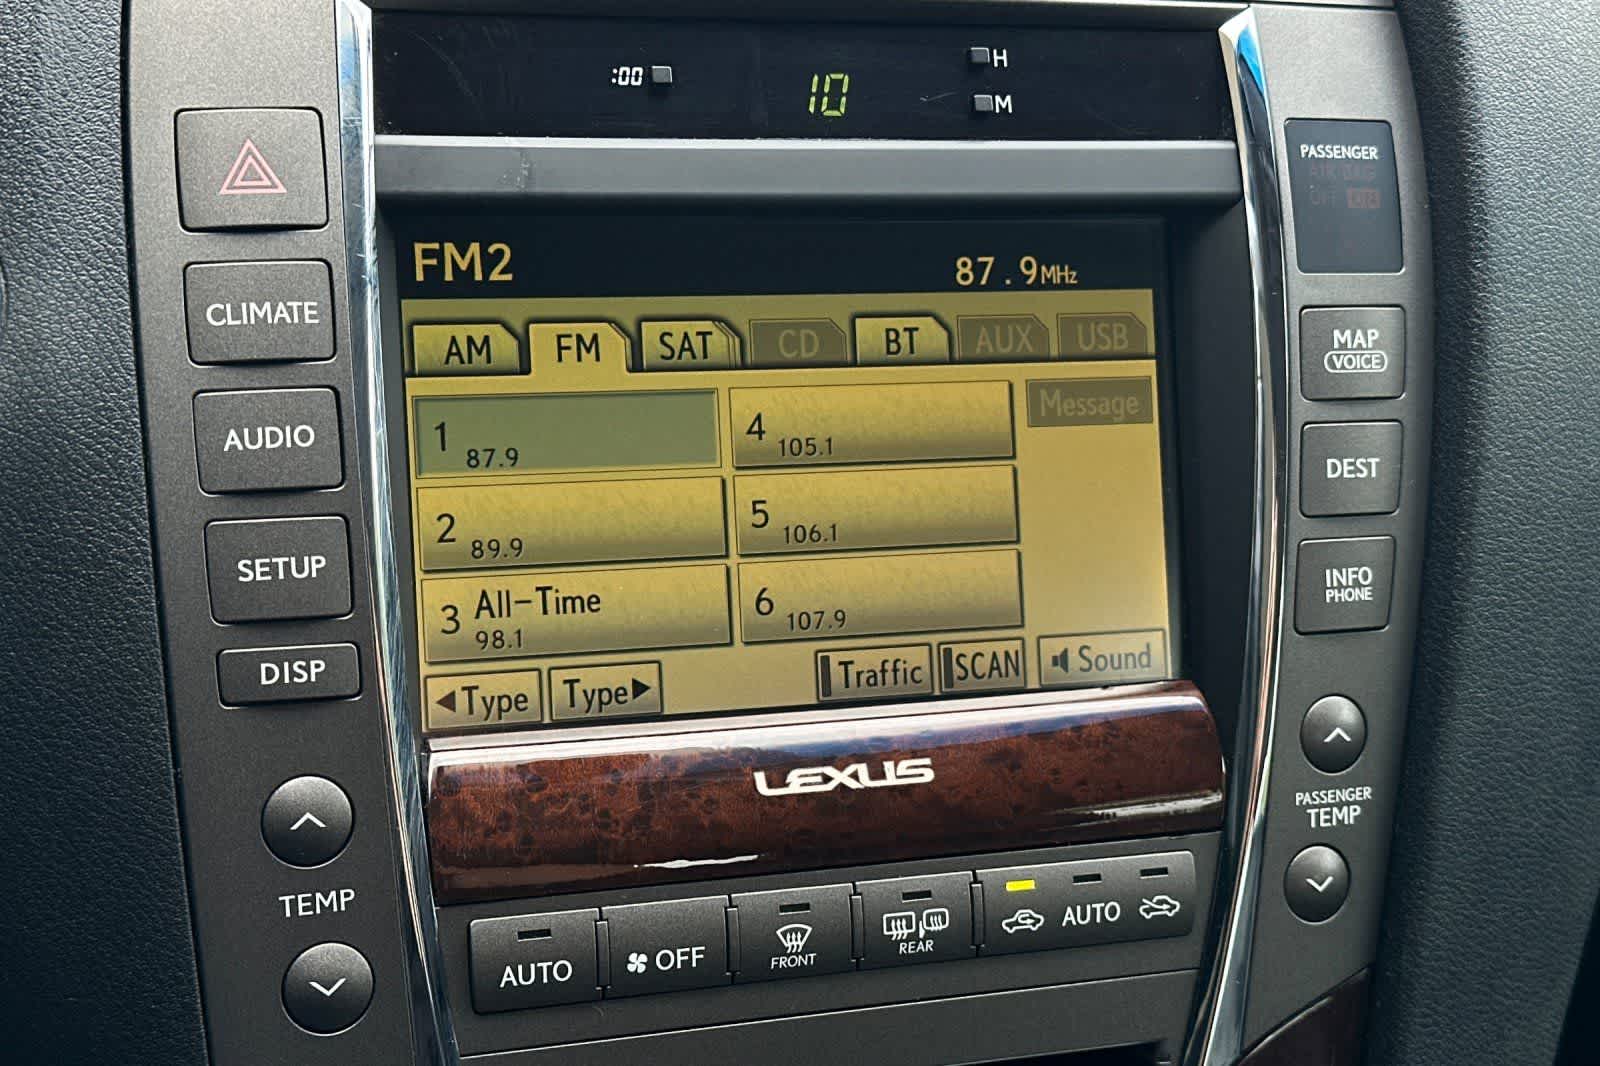 :00
10
H
M
PASSENGER
AIR BAG
OFF
CLIMATE
AUDIO
SETUP
DISP
TEMP
FM2
87.9MHz
AM
FM
SAT
CD
BT
AUX
USB
1
87.9
4
105.1
Message
2
89.9
5
106.1
3 All-Time
98.1
6
107.9
Type
Type
Traffic
SCAN
Sound
MAP
VOICE
DEST
INFO
PHONE
PASSENGER
TEMP
LEXUS
AUTO
OFF
FRONT
REAR
AUTO